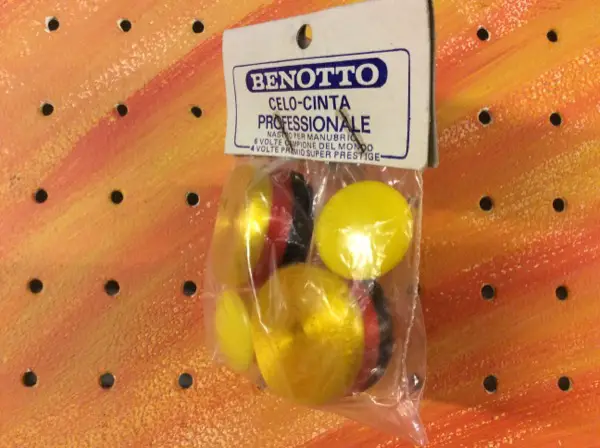 BENOTTO
CELO-CINTA
PROFESSIONALE
NASTRO PER MANUBRIO
6 VOLTE CAMPIONE DEL MONDO
4 VOLTE PREMIO SUPER PRESTIGE